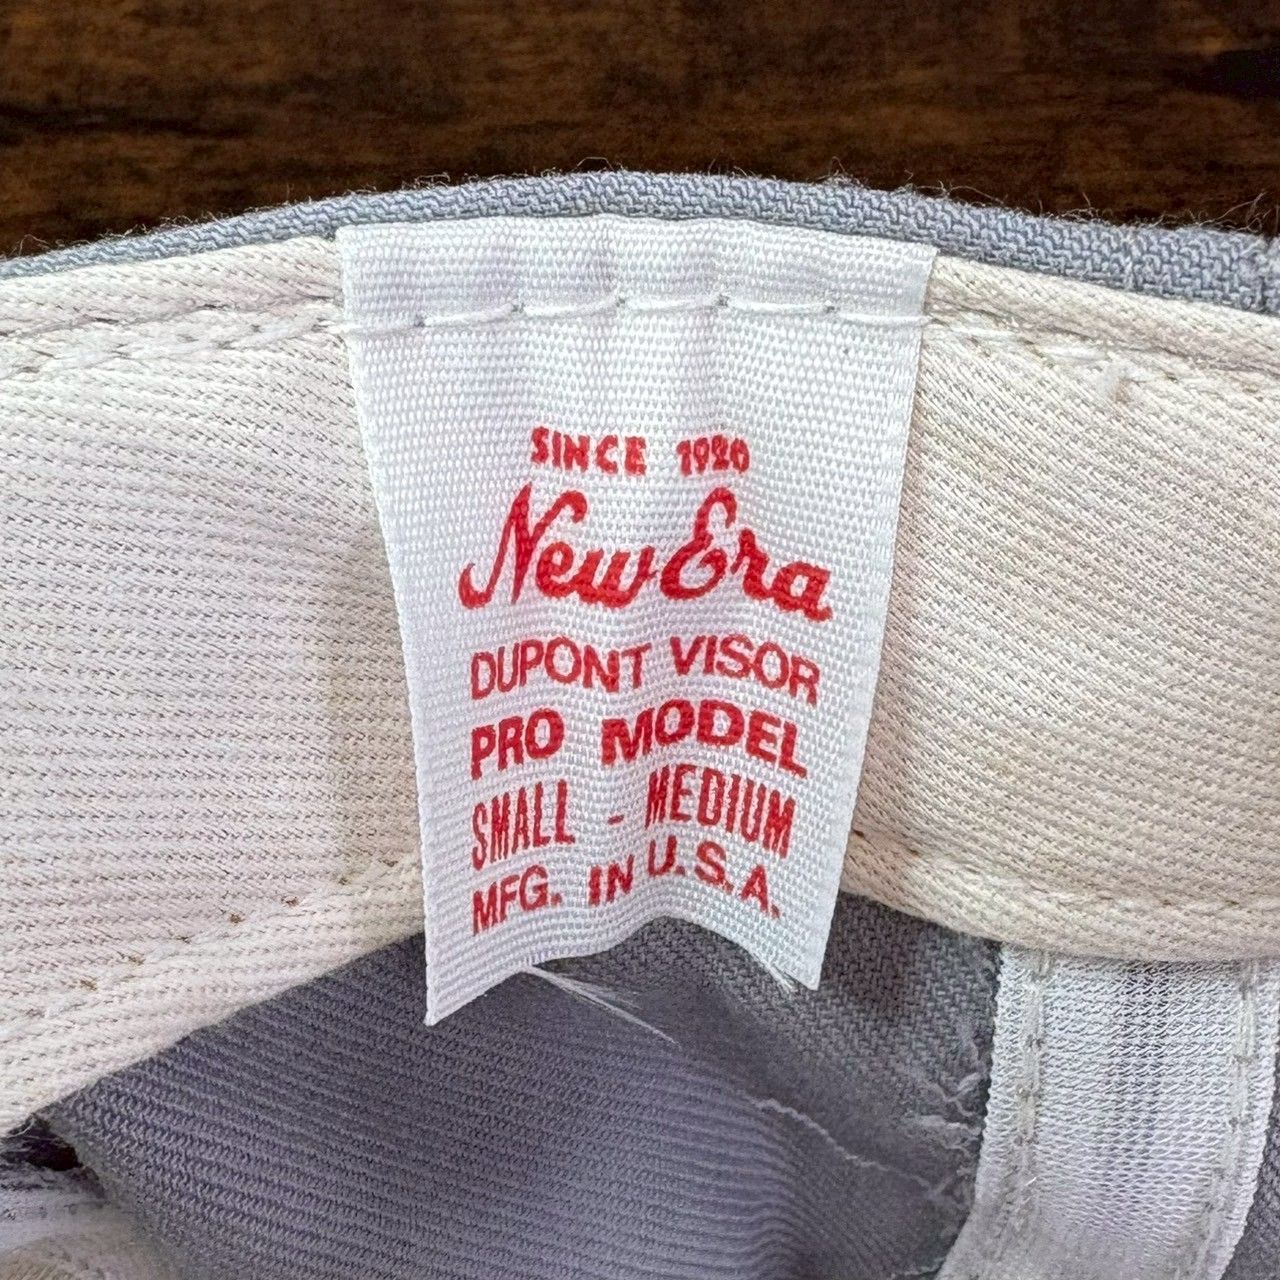 SINCE 1920
New Era
DUPONT VISOR
PRO MODEL
SMALL - MEDIUM
MFG. IN U.S.A.